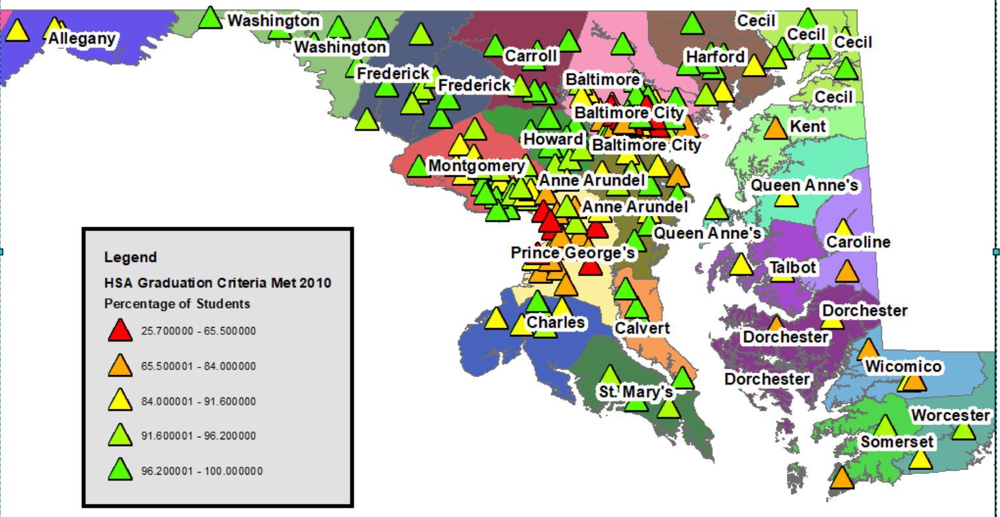 Washington
Cecil
Allegany
Cecil
Cecil
Washington
Carroll
Harford
Frederick
Baltimore
Frederick
Cecil
Baltimore City
Kent
Howard
Baltimore City
Montgomery
Anne Arundel
Queen Anne's
Anne Arundel
Queen Anne's
Caroline
Prince George's
Talbot
Dorchester
Charles
Calvert
Dorchester
Wicomico
Dorchester
St. Mary's
Worcester
Somerset
Legend
HSA Graduation Criteria Met 2010
Percentage of Students
25.700000 - 65.500000
65.500001 - 84.000000
84.000001 - 91.600000
91.600001 - 96.200000
96.200001 - 100.000000